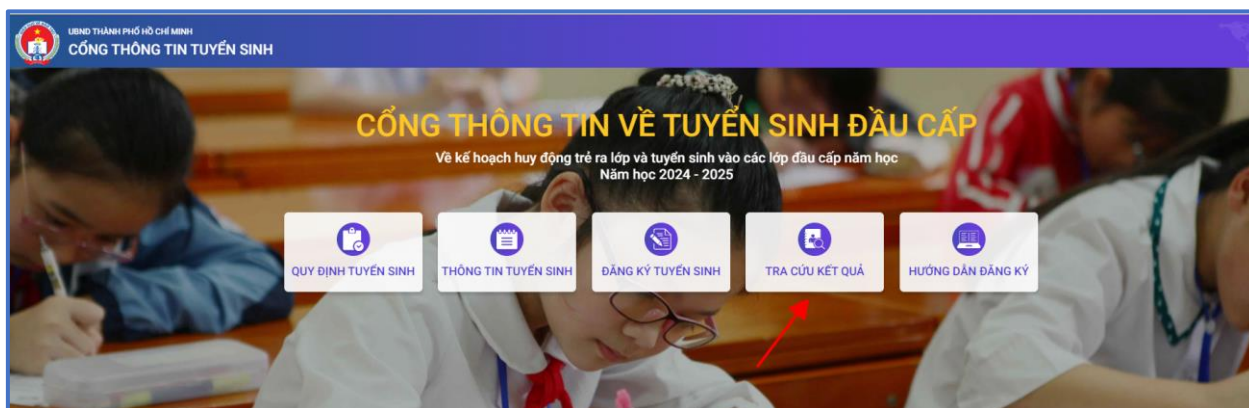 UBND THÀNH PHỐ HỒ CHÍ MINH
CỔNG THÔNG TIN TUYỂN SINH
CỔNG THÔNG TIN VỀ TUYỂN SINH ĐẦU CẤP
Về kế hoạch huy động trẻ ra lớp và tuyển sinh vào các lớp đầu cấp năm học
Năm học 2024 - 2025
QUY ĐỊNH TUYỂN SINH
THÔNG TIN TUYỂN SINH
ĐĂNG KÝ TUYỂN SINH
TRA CỨU KẾT QUẢ
HƯỚNG DẪN ĐĂNG KÝ